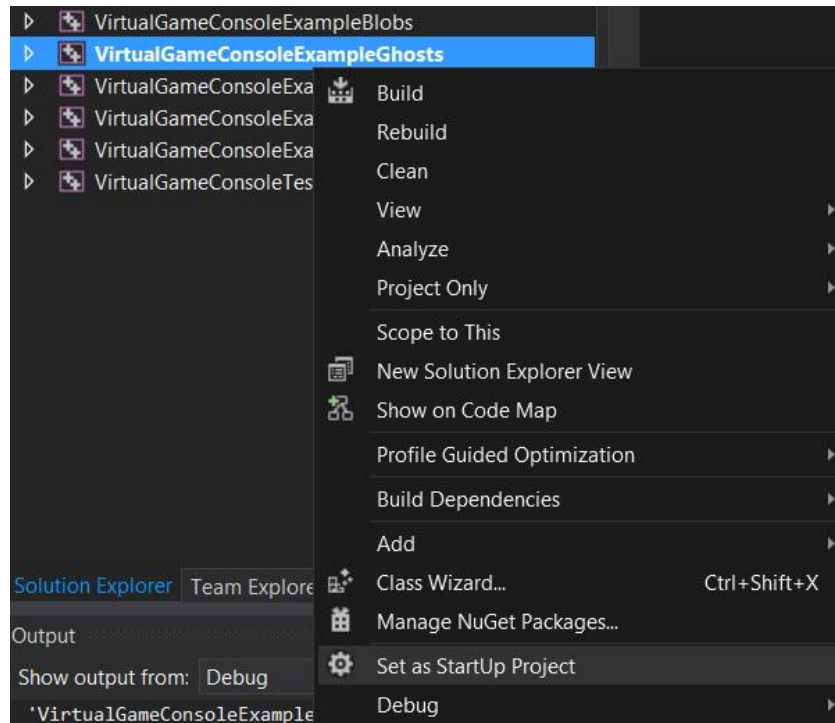 VirtualGameConsoleExampleBlobs
VirtualGameConsoleExampleGhosts
VirtualGameConsoleExa
VirtualGameConsoleExa
VirtualGameConsoleExa
VirtualGameConsoleTes
Build
Rebuild
Clean
View
Analyze
Project Only
Scope to This
New Solution Explorer View
Show on Code Map
Profile Guided Optimization
Build Dependencies
Add
Class Wizard... Ctrl+Shift+X
Manage NuGet Packages...
Set as StartUp Project
Debug
Solution Explorer Team Explore
Output
Show output from: Debug
'VirtualGameConsoleExample